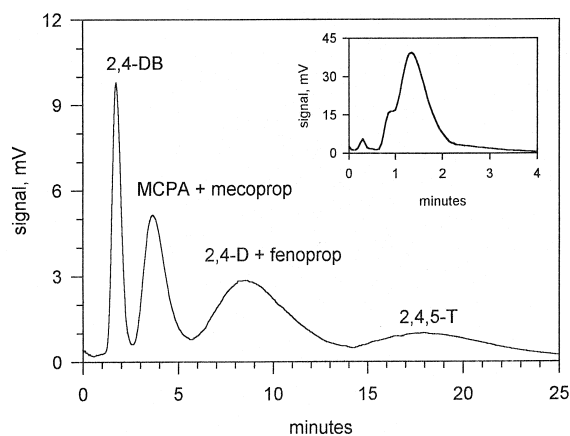 2,4-DB
MCPA + mecoprop
2,4-D + fenoprop
2,4,5-T
signal, mV
12
9
6
3
0
0
5
10
15
20
25
minutes
signal, mV
45
30
15
0
0
1
2
3
4
minutes